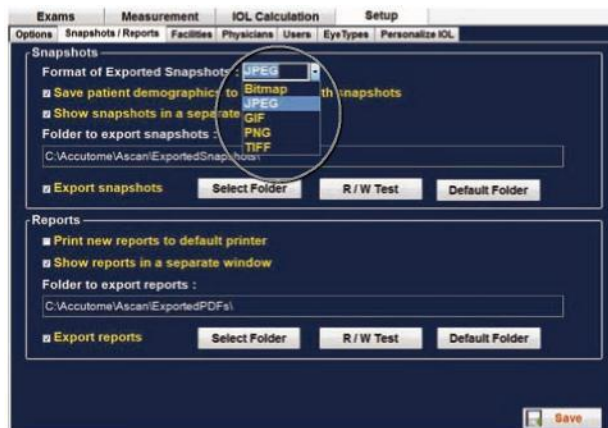 Exams Measurement IOL Calculation Setup
Options Snapshots / Reports Facilities Physicians Users Eye Types Personalize IOL
Snapshots
Format of Exported Snapshots : JPEG
Bitmap
JPEG
GIF
PNG
TIFF
Save patient demographics to th snapshots
Show snapshots in a separate
Folder to export snapshots :
C:\Accutome\Ascan\ExportedSnapshots\
Export snapshots Select Folder R / W Test Default Folder
Reports
Print new reports to default printer
Show reports in a separate window
Folder to export reports :
C:\Accutome\Ascan\ExportedPDFs\
Export reports Select Folder R / W Test Default Folder
Save